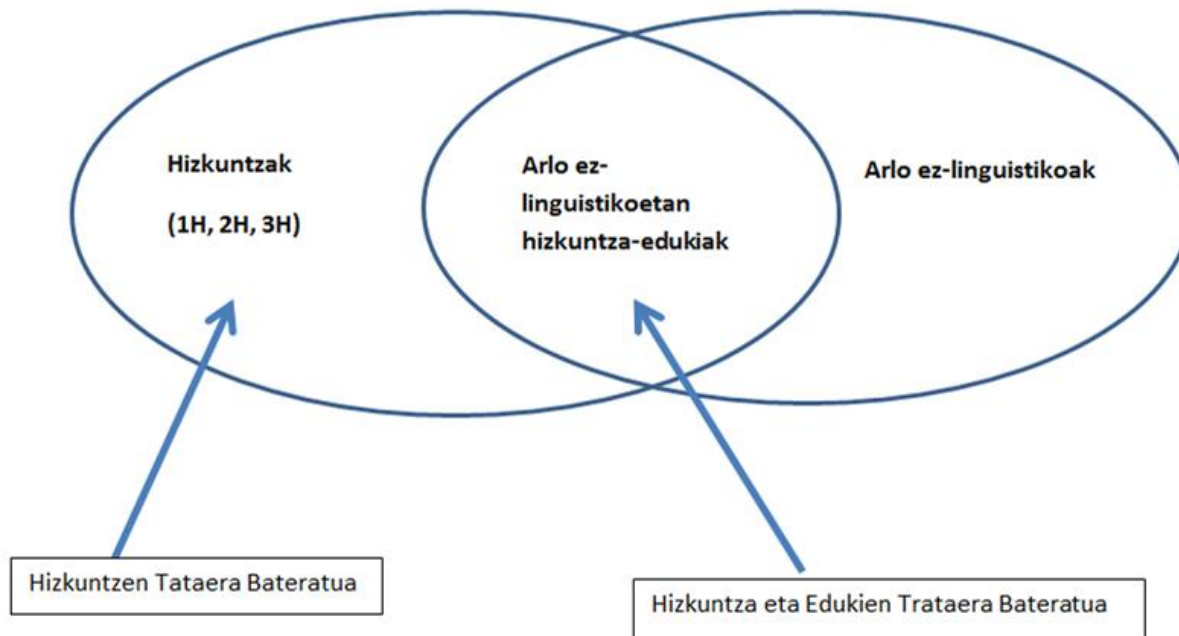 Hizkuntzak
(1H, 2H, 3H)
Arlo ez-
linguistikoetan
hizkuntza-edukiak
Arlo ez-linguistikoak
Hizkuntzen Tataera Bateratua
Hizkuntza eta Edukien Trataera Bateratua